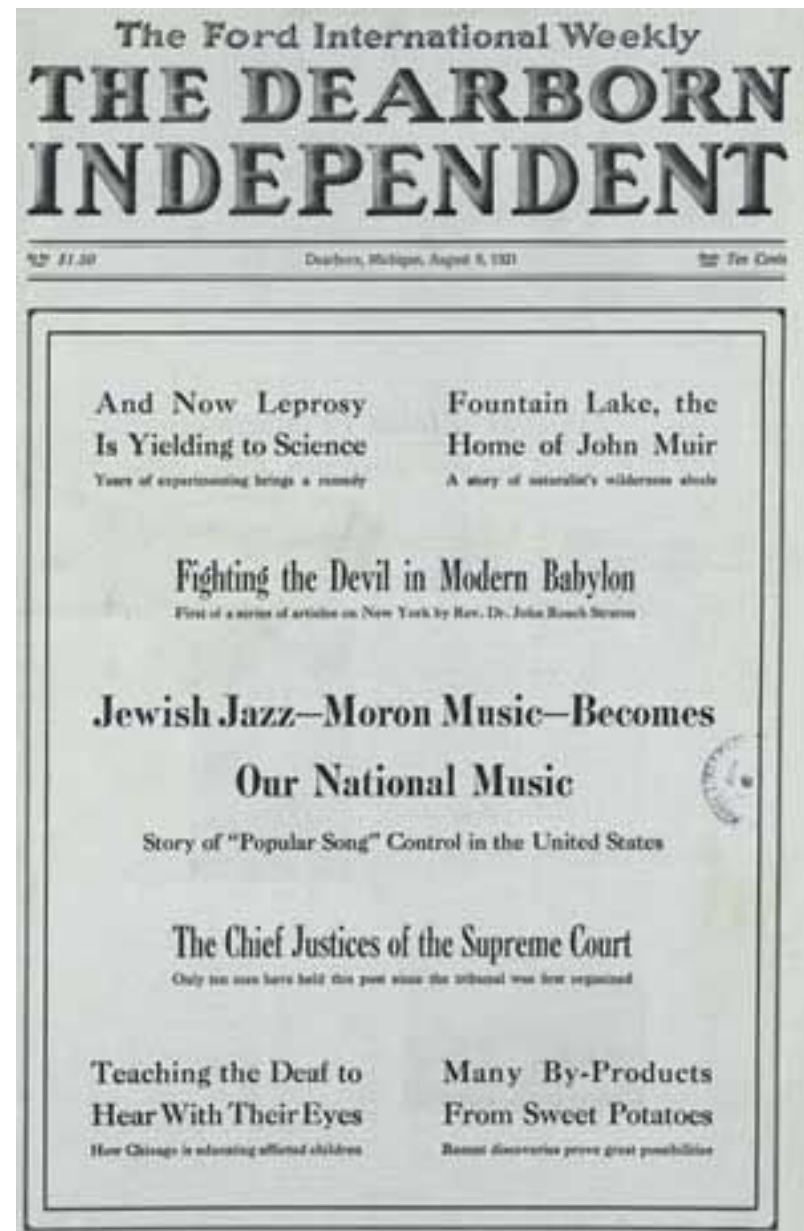 The Ford International Weekly
THE DEARBORN
INDEPENDENT
$1.50
Dearborn, Michigan, August 6, 1921
Ten Cents
And Now Leprosy
Is Yielding to Science
Years of experimenting brings a remedy
Fountain Lake, the
Home of John Muir
A story of naturalist's wilderness abode
Fighting the Devil in Modern Babylon
First of a series of articles on New York by Rev. Dr. John Roach Straton
Jewish Jazz—Moron Music—Becomes
Our National Music
Story of "Popular Song" Control in the United States
The Chief Justices of the Supreme Court
Only ten men have held this post since the tribunal was first organized
Teaching the Deaf to
Hear With Their Eyes
How Chicago is educating afflicted children
Many By-Products
From Sweet Potatoes
Recent discoveries prove great possibilities